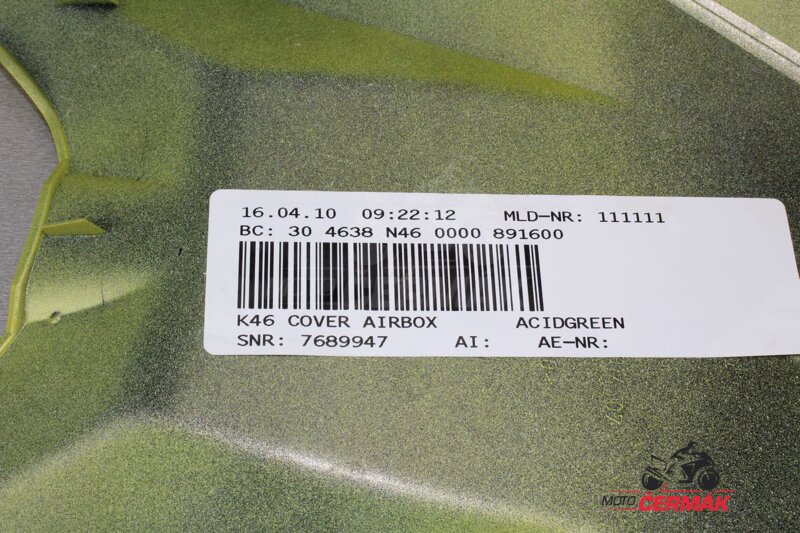 16.04.10 09:22:12 MLD-NR: 111111
BC: 30 4638 N46 0000 891600
K46 COVER AIRBOX ACIDGREEN
SNR: 7689947 AI: AE-NR:
MOTO ČERMÁK